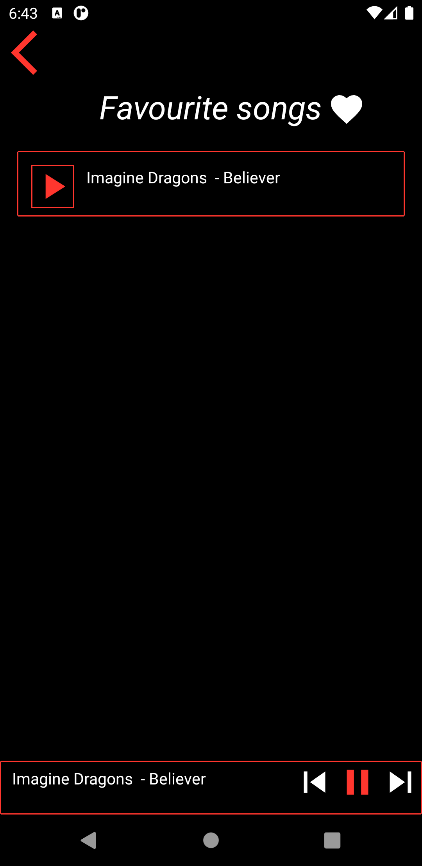 6:43
Favourite songs
Imagine Dragons - Believer
Imagine Dragons - Believer